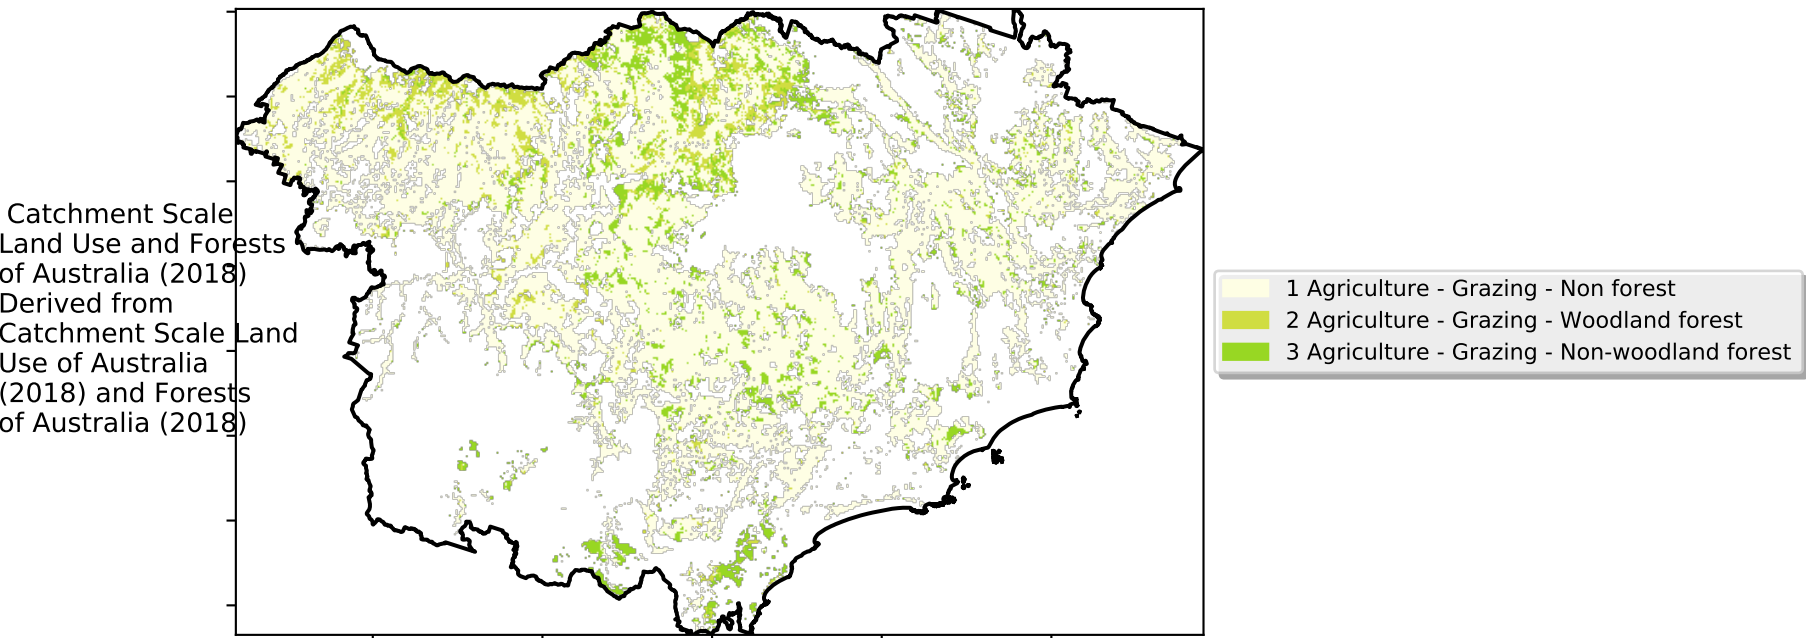 Catchment Scale
Land Use and Forests
of Australia (2018)
Derived from
Catchment Scale Land
Use of Australia
(2018) and Forests
of Australia (2018)
1 Agriculture - Grazing - Non forest
2 Agriculture - Grazing - Woodland forest
3 Agriculture - Grazing - Non-woodland forest